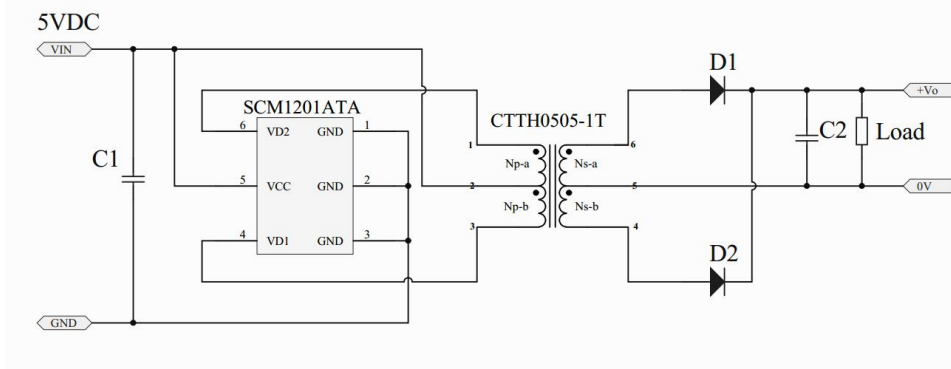 5VDC
VIN
C1
GND
SCM1201ATA
6 VD2 GND 1
5 VCC GND 2
4 VD1 GND 3
CTTH0505-1T
1 Np-a Ns-a 6
2 5
Np-b Ns-b
3 4
D1
D2
C2
Load
+Vo
0V